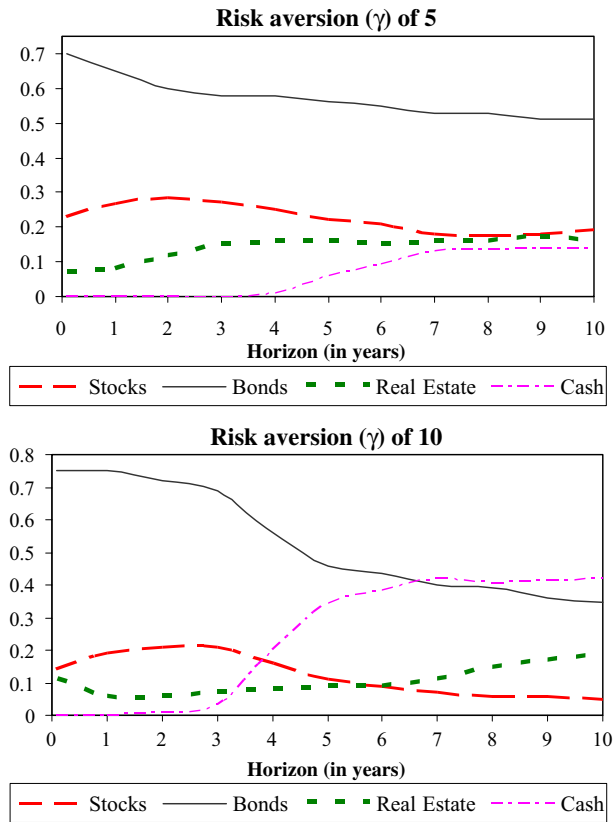 Risk aversion (γ) of 5
0.7
0.6
0.5
0.4
0.3
0.2
0.1
0
0 1 2 3 4 5 6 7 8 9 10
Horizon (in years)
Stocks Bonds Real Estate Cash
Risk aversion (γ) of 10
0.8
0.7
0.6
0.5
0.4
0.3
0.2
0.1
0
0 1 2 3 4 5 6 7 8 9 10
Horizon (in years)
Stocks Bonds Real Estate Cash